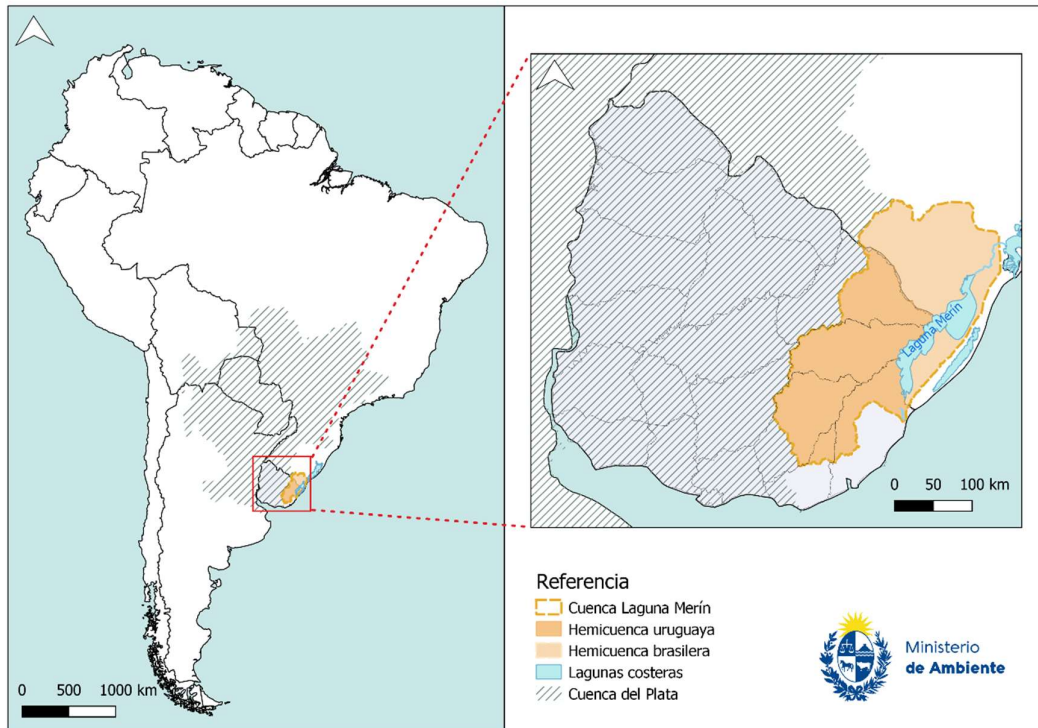 0 500 1000 km
Laguna Merín
0 50 100 km
Referencia
Cuenca Laguna Merín
Hemicuenca uruguaya
Hemicuenca brasilera
Lagunas costeras
Cuenca del Plata
Ministerio
de Ambiente